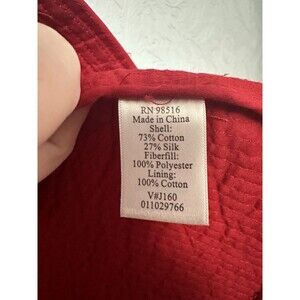 RN 98516
Made in China
Shell:
73% Cotton
27% Silk
Fiberfill:
100% Polyester
Lining:
100% Cotton
V#J160
011029766